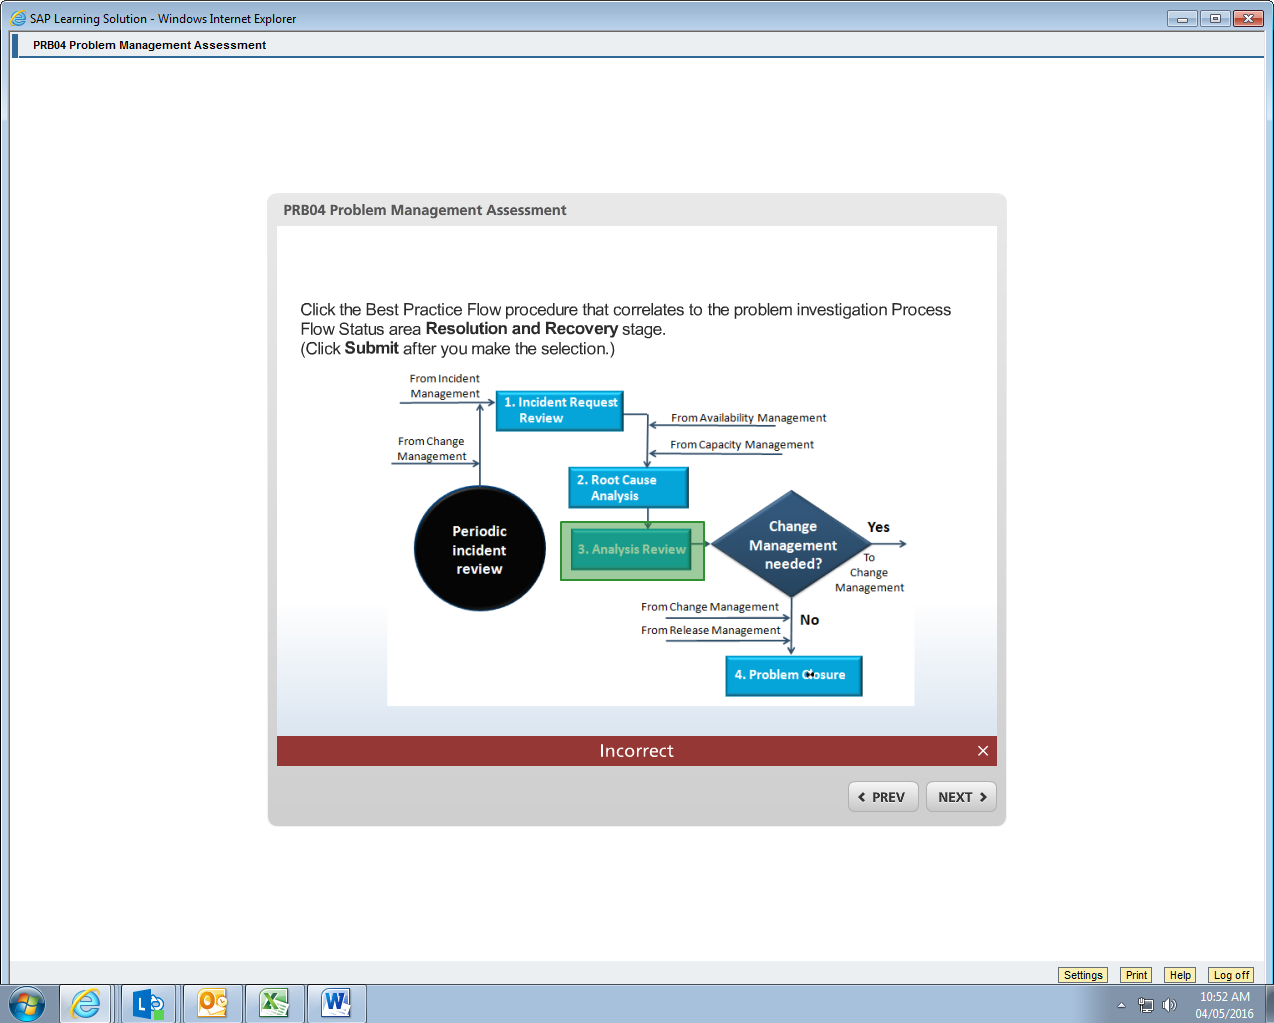 SAP Learning Solution - Windows Internet Explorer
PRB04 Problem Management Assessment
PRB04 Problem Management Assessment
Click the Best Practice Flow procedure that correlates to the problem investigation Process
Flow Status area Resolution and Recovery stage.
(Click Submit after you make the selection.)
From Incident
Management
1. Incident Request
Review
From Availability Management
From Change
Management
From Capacity Management
2. Root Cause
Analysis
Periodic
incident
review
3. Analysis Review
Change
Management
needed?
Yes
To
Change
Management
From Change Management
No
From Release Management
4. Problem Closure
Incorrect
PREV
NEXT
Settings
Print
Help
Log off
10:52 AM
04/05/2016